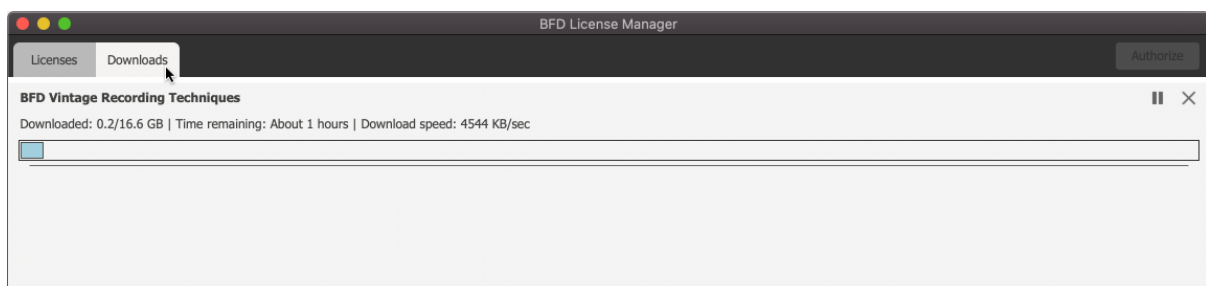 BFD License Manager
Licenses
Downloads
Authorize
BFD Vintage Recording Techniques
Downloaded: 0.2/16.6 GB | Time remaining: About 1 hours | Download speed: 4544 KB/sec